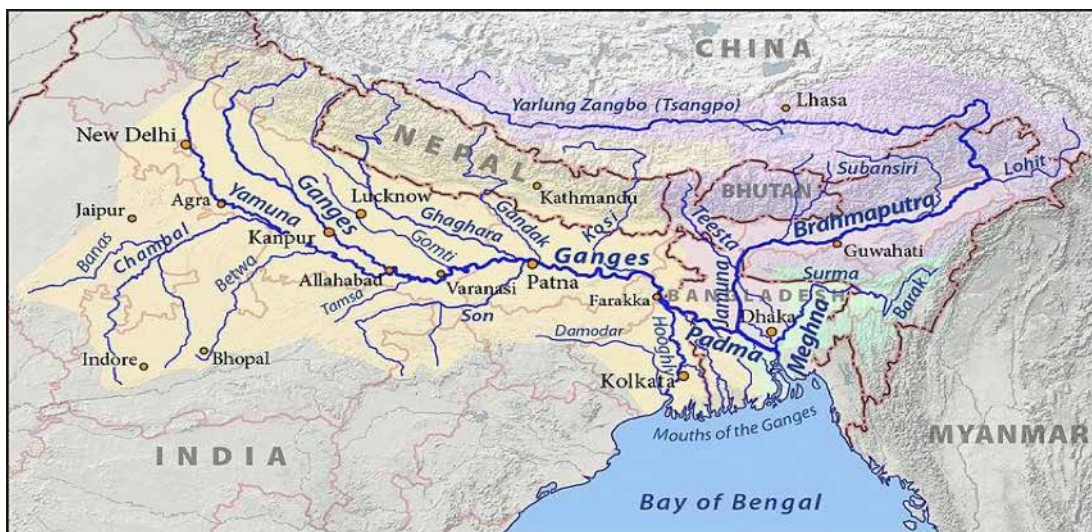 CHINA
Yarlung Zangbo (Tsangpo)
Lhasa
New Delhi
NEPAL
Subansiri
Lohit
BHUTAN
Kathmandu
Jaipur
Agra
Yamuna
Ganges
Lucknow
Ghaghara
Gandak
Kosi
Teesta
Brahmaputra
Banas
Chambal
Kanpur
Gomti
Guwahati
Betwa
Ganges
Allahabad
Varanasi
Patna
Surma
Tamsa
Farakka
BANGLADESH
Jamuna
Barak
Son
Dhaka
Meghna
Damodar
Hooghly
Padma
Indore
Bhopal
Kolkata
Mouths of the Ganges
INDIA
MYANMAR
Bay of Bengal